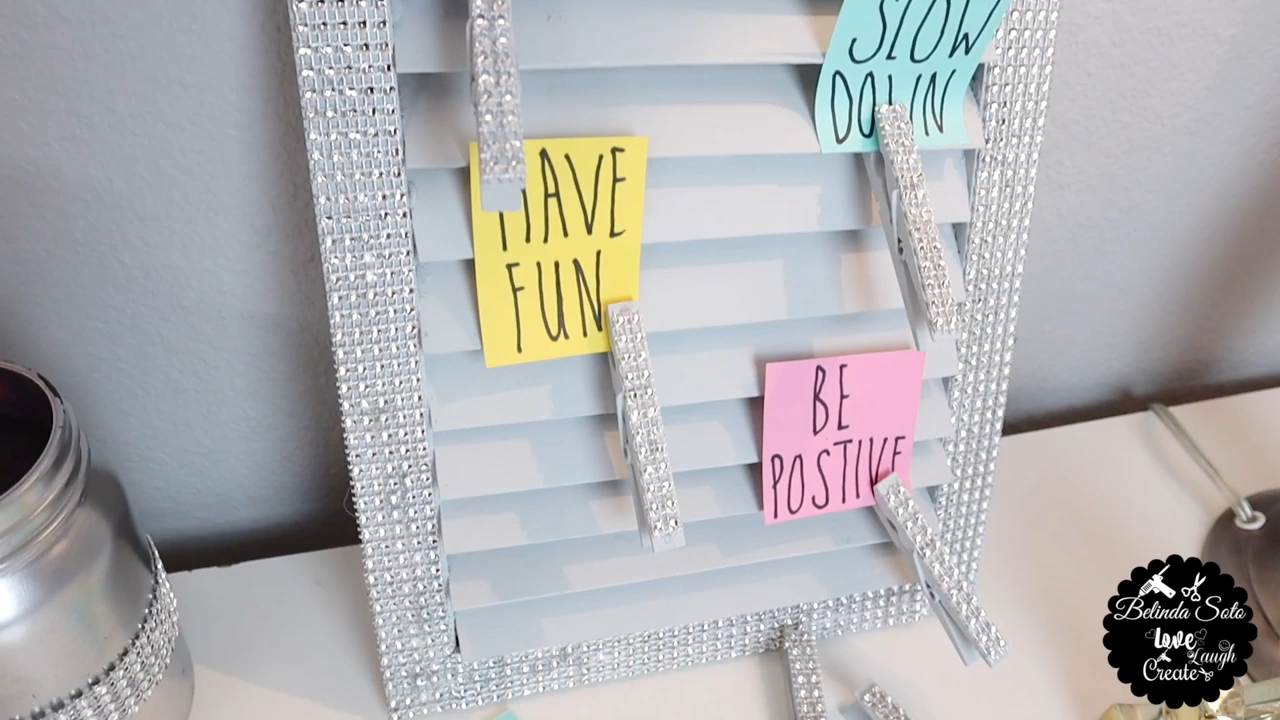 SLOW
DOWN
HAVE
FUN
BE
POSTIVE
Belinda Soto
Love
Laugh
Create